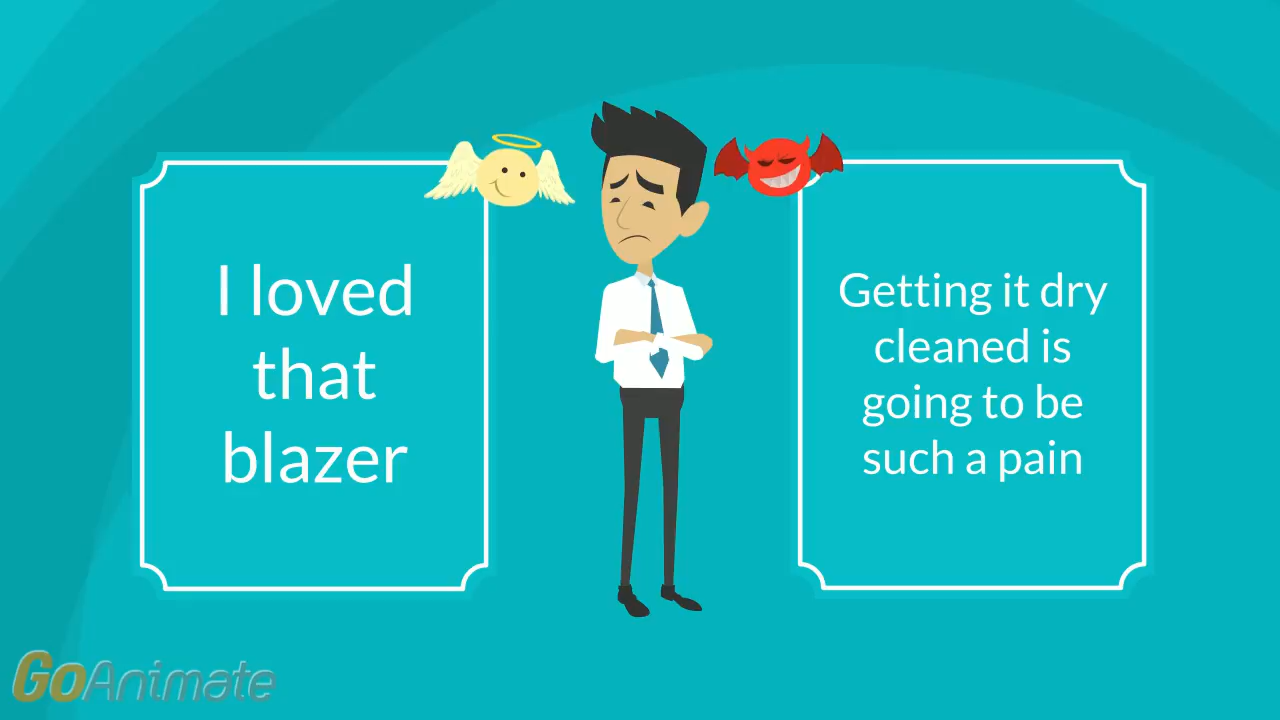 I loved
that
blazer
Getting it dry
cleaned is
going to be
such a pain
GoAnimate